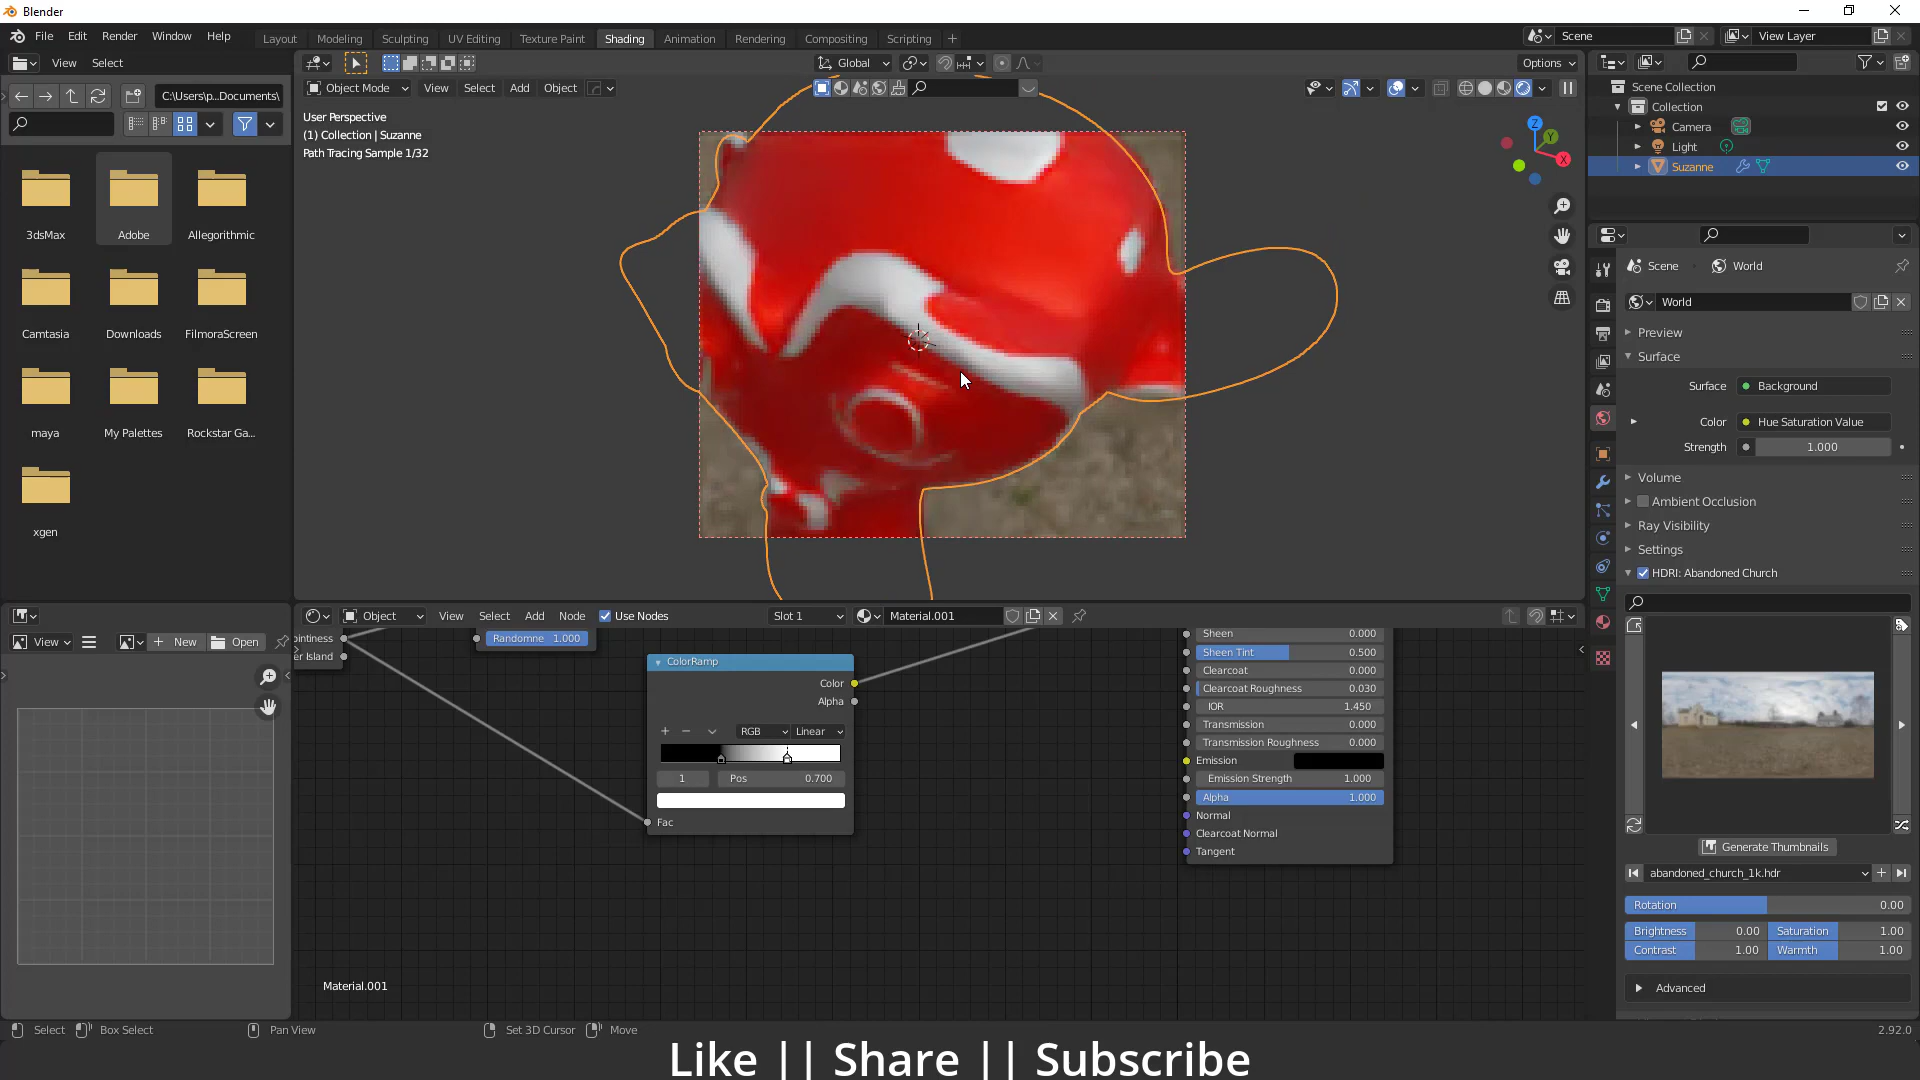 Blender
File Edit Render Window Help
Layout Modeling Sculpting UV Editing Texture Paint Shading Animation Rendering Compositing Scripting
Scene
View Layer
View Select
Global
Options
C:\Users\p...Documents\
Object Mode View Select Add Object
User Perspective
(1) Collection | Suzanne
Path Tracing Sample 1/32
Z
Y
X
3dsMax Adobe Allegorithmic
Camtasia Downloads FilmoraScreen
maya My Palettes Rockstar Ga...
xgen
Scene Collection
Collection
Camera
Light
Suzanne
Scene World
World
Preview
Surface
Surface Background
Color Hue Saturation Value
Strength 1.000
Volume
Ambient Occlusion
Ray Visibility
Settings
HDRI: Abandoned Church
Generate Thumbnails
abandoned_church_1k.hdr
Rotation 0.00
Brightness 0.00 Saturation 1.00
Contrast 1.00 Warmth 1.00
Advanced
View New Open
Object View Select Add Node Use Nodes Slot 1 Material.001
ointiness
er Island
Randomne 1.000
ColorRamp
Color
Alpha
RGB Linear
1 Pos 0.700
Fac
Sheen 0.000
Sheen Tint 0.500
Clearcoat 0.000
Clearcoat Roughness 0.030
IOR 1.450
Transmission 0.000
Transmission Roughness 0.000
Emission
Emission Strength 1.000
Alpha 1.000
Normal
Clearcoat Normal
Tangent
Material.001
Select Box Select Pan View Set 3D Cursor Move
2.92.0
Like || Share || Subscribe